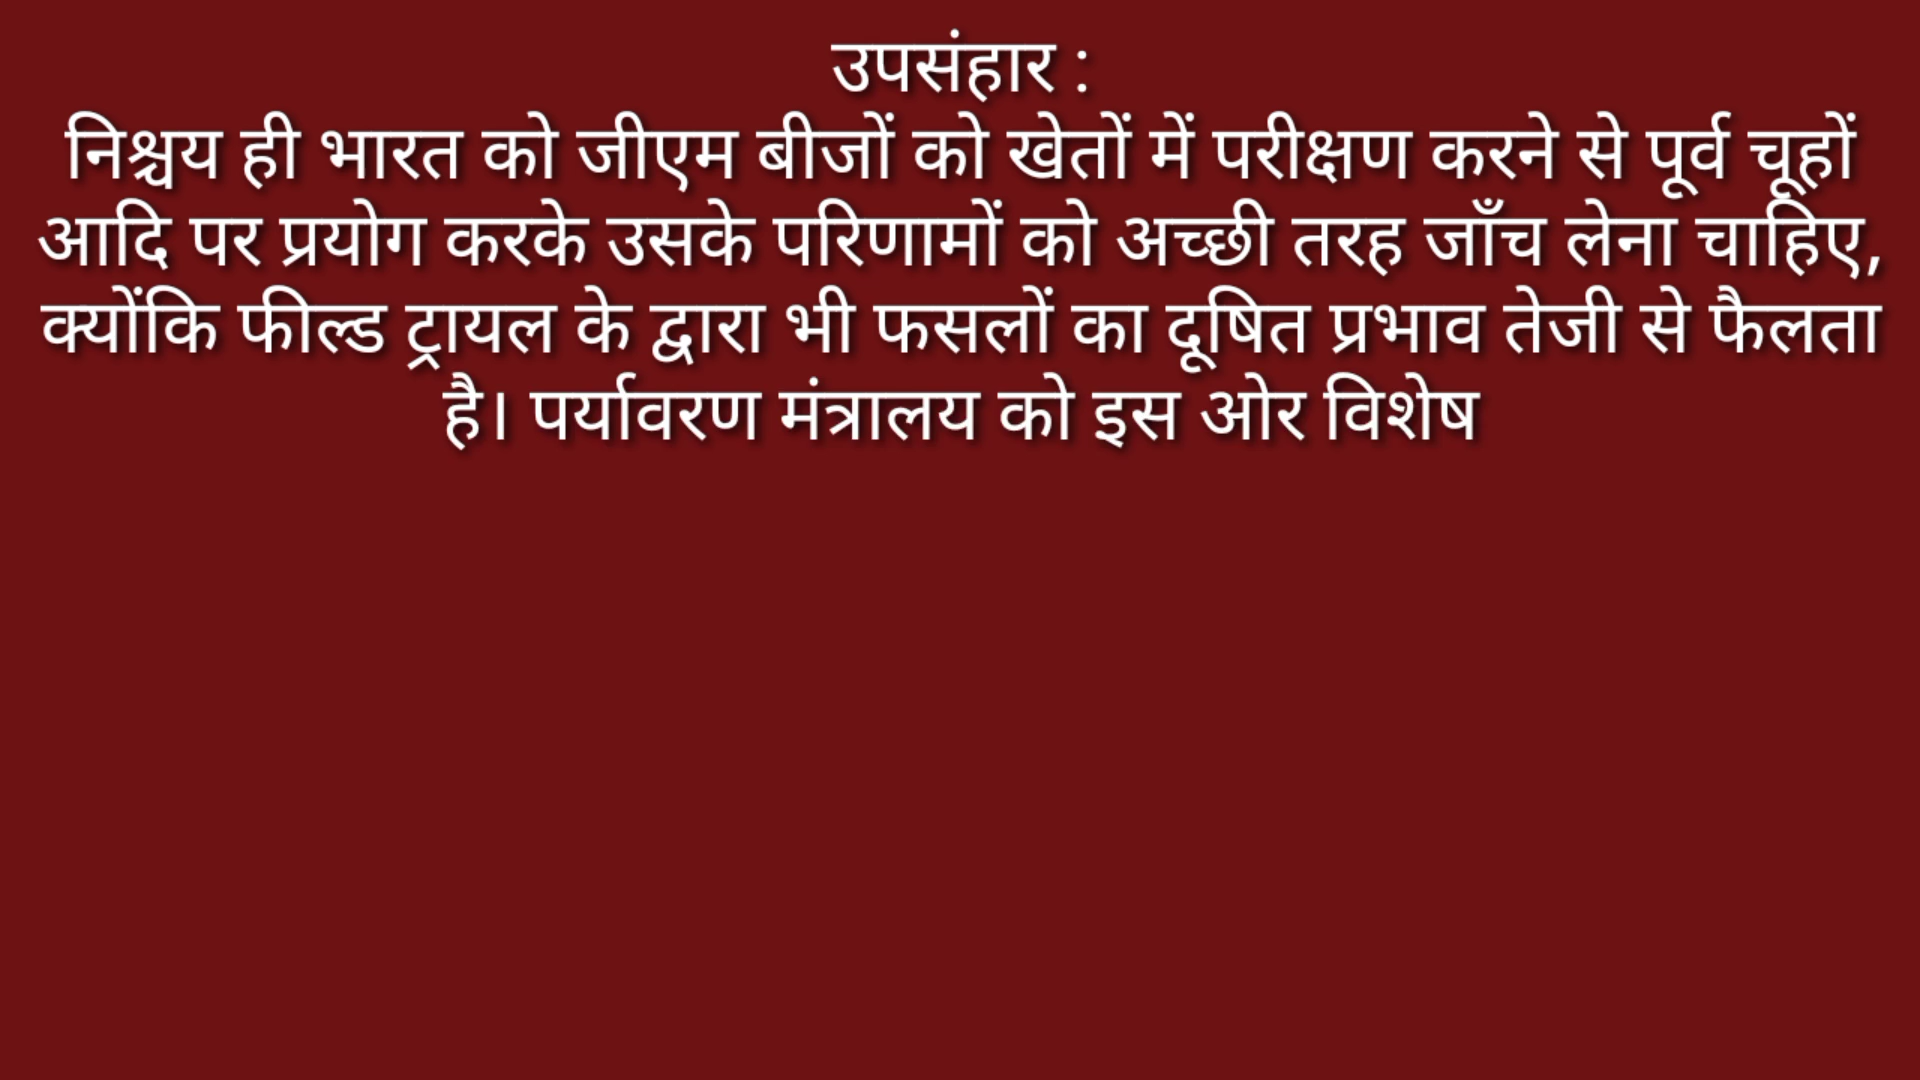 उपसंहार :
निश्चय ही भारत को जीएम बीजों को खेतों में परीक्षण करने से पूर्व चूहों
आदि पर प्रयोग करके उसके परिणामों को अच्छी तरह जाँच लेना चाहिए,
क्योंकि फील्ड ट्रायल के द्वारा भी फसलों का दूषित प्रभाव तेजी से फैलता
है। पर्यावरण मंत्रालय को इस ओर विशेष